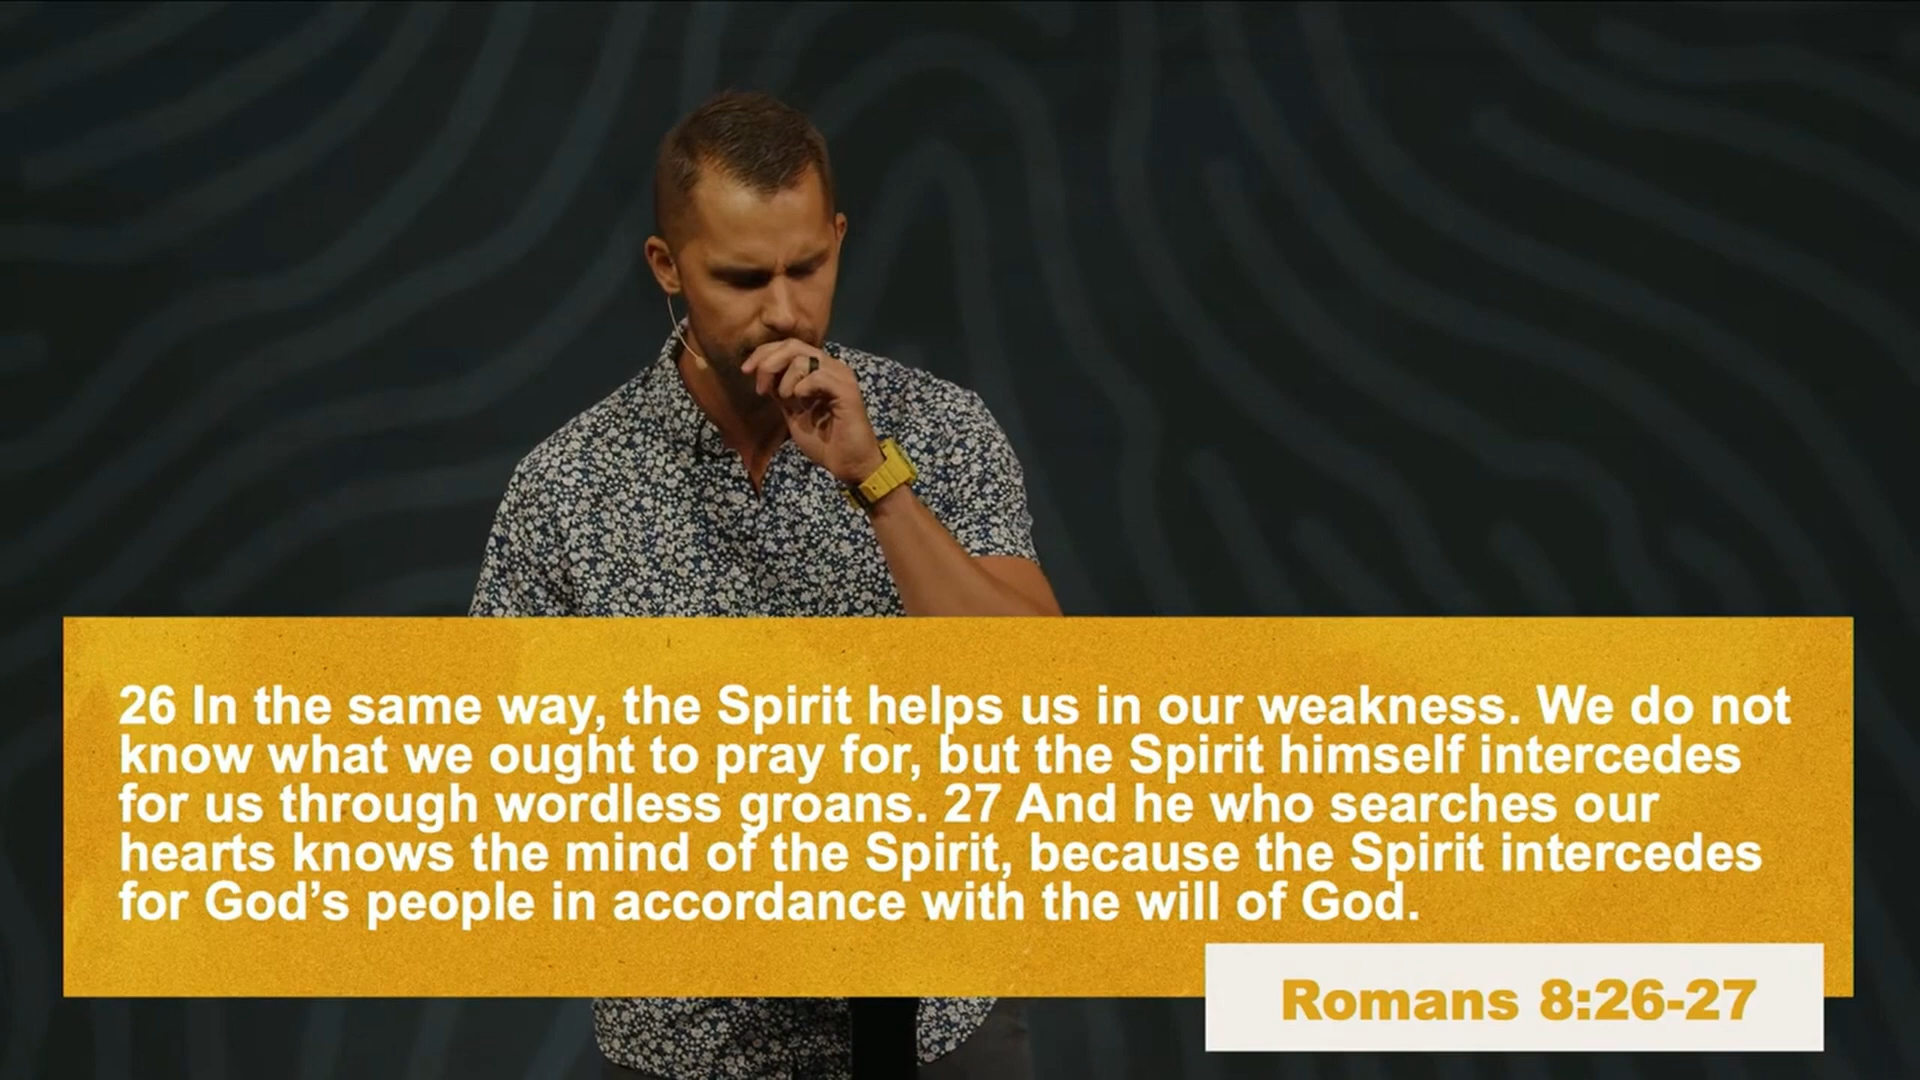 26 In the same way, the Spirit helps us in our weakness. We do not
know what we ought to pray for, but the Spirit himself intercedes
for us through wordless groans. 27 And he who searches our
hearts knows the mind of the Spirit, because the Spirit intercedes
for God’s people in accordance with the will of God.
Romans 8:26-27